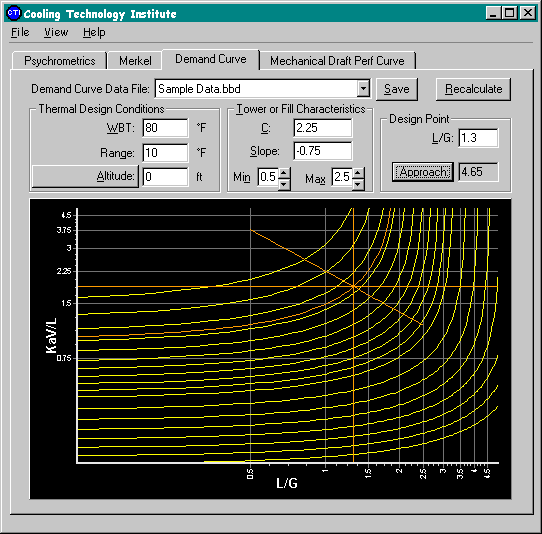 CTI Cooling Technology Institute
File View Help
Psychrometrics Merkel Demand Curve Mechanical Draft Perf Curve
Demand Curve Data File: Sample Data.bbd Save Recalculate
Thermal Design Conditions
WBT: 80 °F
Range: 10 °F
Altitude: 0 ft
Tower or Fill Characteristics
C: 2.25
Slope: -0.75
Min 0.5 Max 2.5
Design Point
L/G: 1.3
Approach: 4.65
KaV/L
4.5
3.75
3
2.25
1.5
0.75
0.5 1 1.5 2 2.5 3 3.5 4 4.5
L/G